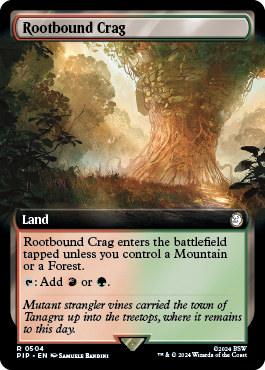 Rootbound Crag
Land
Rootbound Crag enters the battlefield
tapped unless you control a Mountain
or a Forest.
: Add or .
Mutant strangler vines carried the town of
Tanagra up into the treetops, where it remains
to this day.
R 0504
PIP • EN SAMUELE BANDINI
©2024 BSW
™ & © 2024 Wizards of the Coast